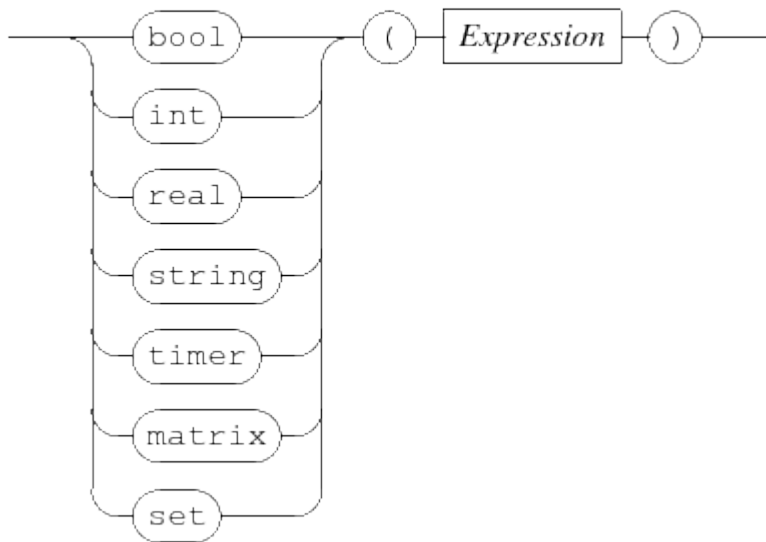 bool ( Expression )
int
real
string
timer
matrix
set